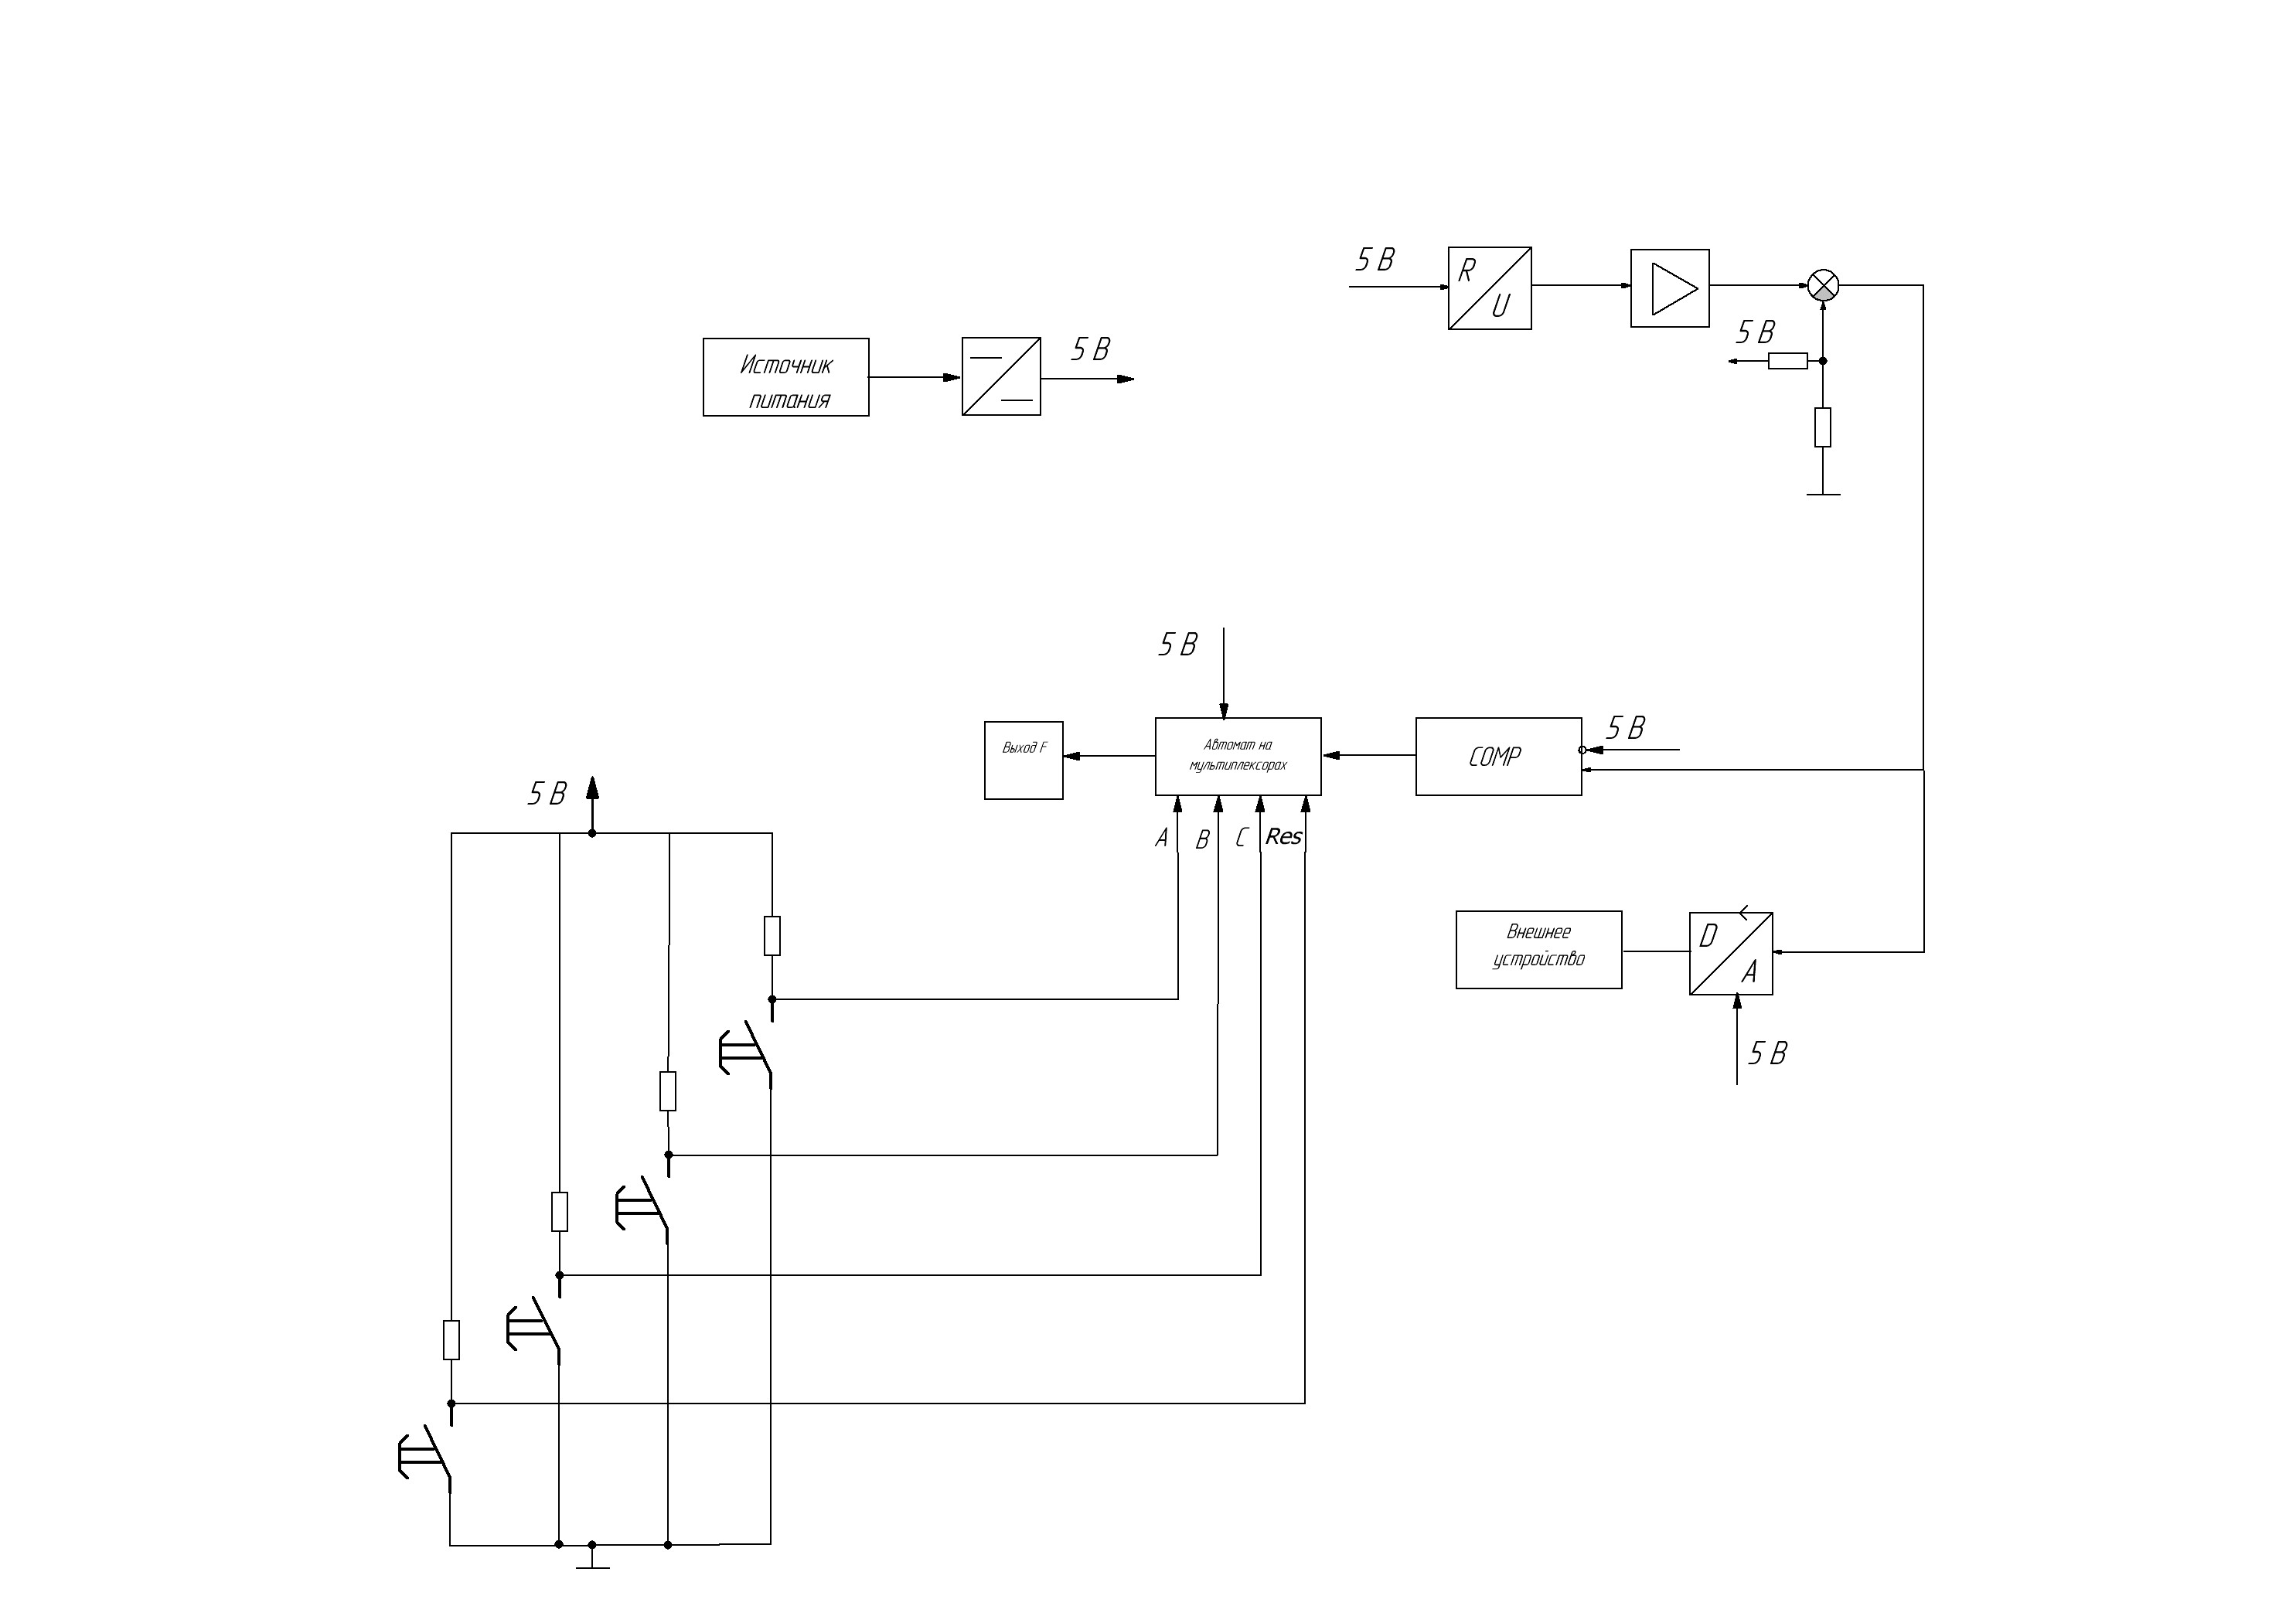 5 В
R
U
5 В
Источник
питания
5 В
5 В
Выход F
Автомат на
мультиплексорах
COMP
5 В
5 В
A
B
C
Res
Внешнее
устройство
D
A
5 В